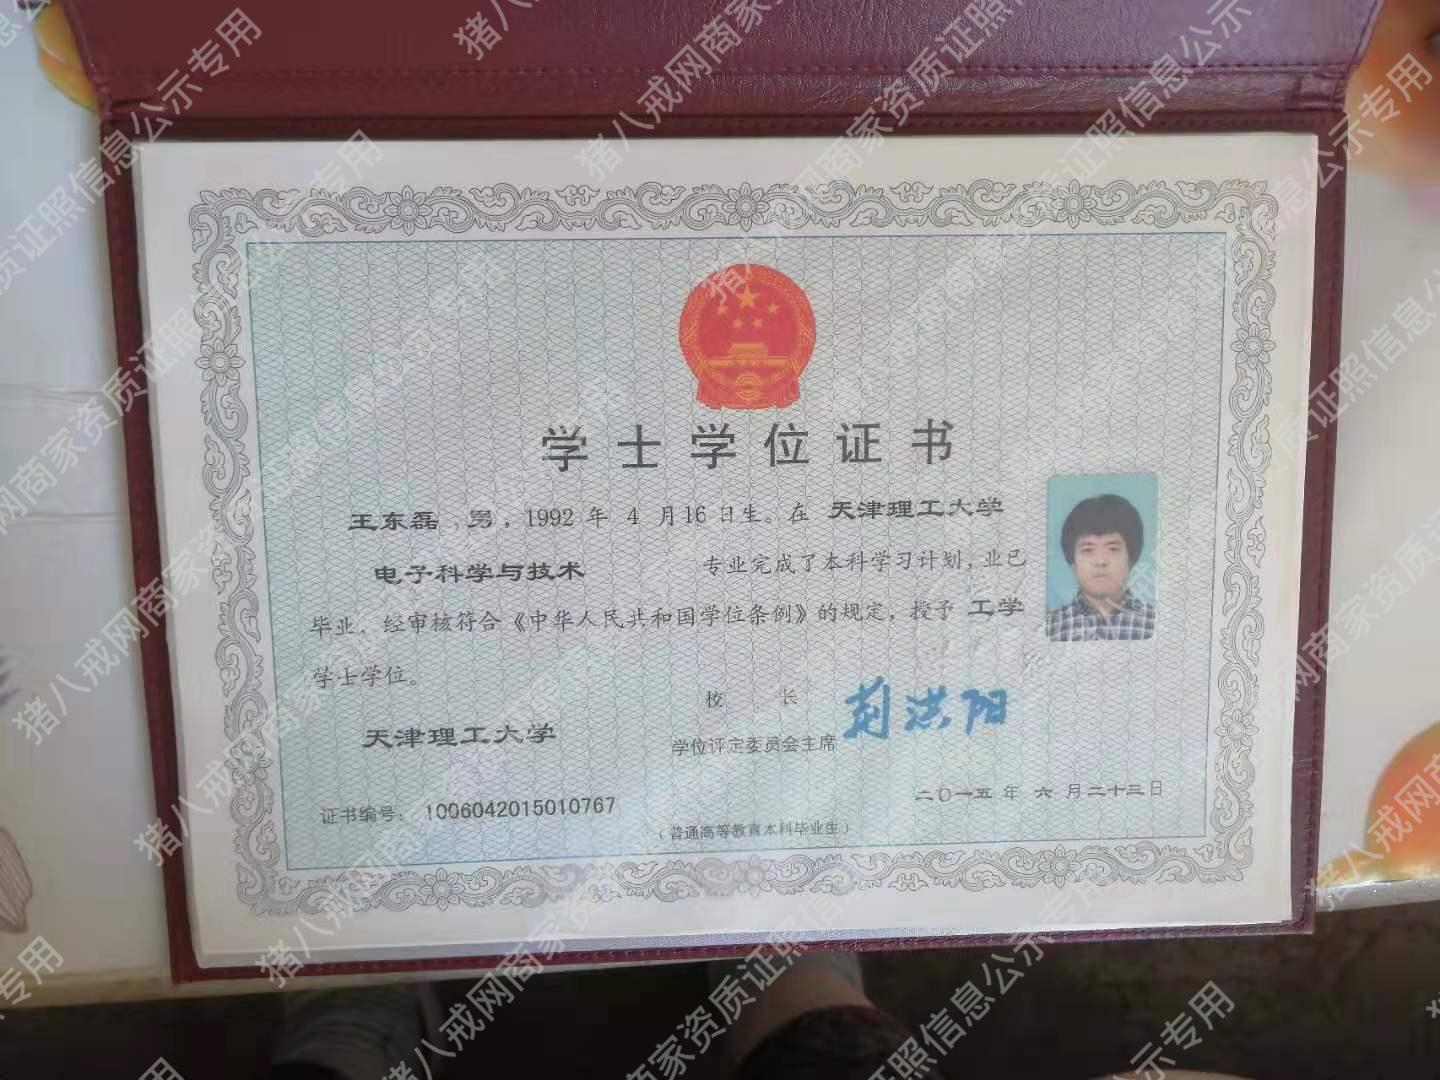 学士学位证书
王东磊，男，1992 年 4 月16 日生。在 天津理工大学
电子科学与技术 专业完成了本科学习计划，业已
毕业，经审核符合《中华人民共和国学位条例》的规定，授予 工学
学士学位。
校 长
荆洪阳
天津理工大学
学位评定委员会主席
二〇一五 年 六 月二十三日
证书编号：1006042015010767
（普通高等教育本科毕业生）
猪八戒网商家资质证照信息公示专用